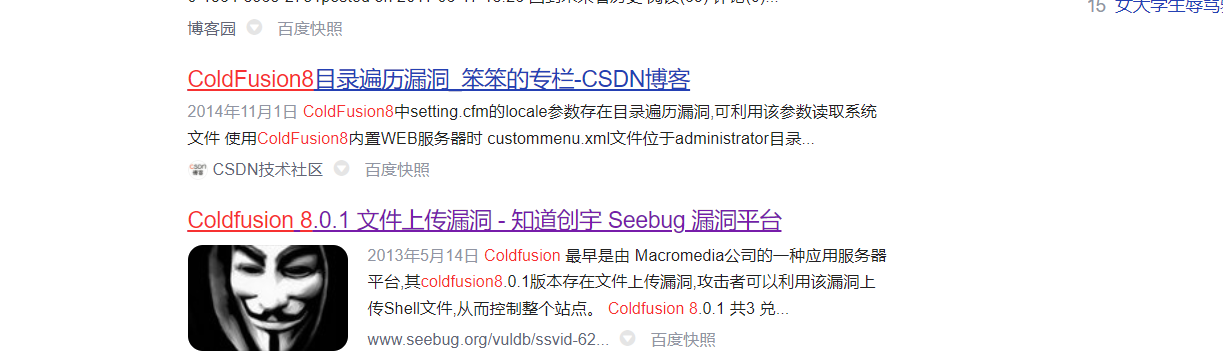 博客园 百度快照
15 女大学生辱骂
ColdFusion8目录遍历漏洞_笨笨的专栏-CSDN博客
2014年11月1日 ColdFusion8中setting.cfm的locale参数存在目录遍历漏洞,可利用该参数读取系统
文件 使用ColdFusion8内置WEB服务器时 custommenu.xml文件位于administrator目录...
CSDN技术社区 百度快照
Coldfusion 8.0.1 文件上传漏洞 - 知道创宇 Seebug 漏洞平台
2013年5月14日 Coldfusion 最早是由 Macromedia公司的一种应用服务器
平台,其coldfusion8.0.1版本存在文件上传漏洞,攻击者可以利用该漏洞上
传Shell文件,从而控制整个站点。 Coldfusion 8.0.1 共3 兑...
www.seebug.org/vuldb/ssvid-62... 百度快照